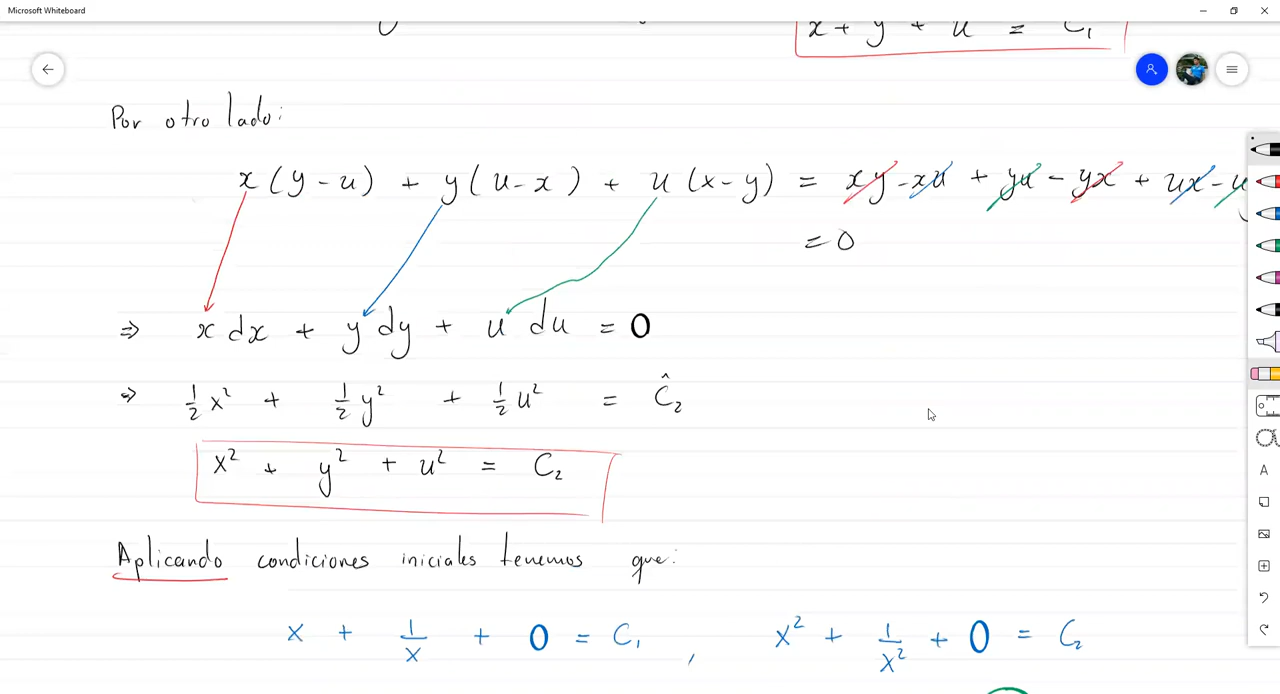 Microsoft Whiteboard
x + y + u = C₁
Por otro lado:
x(y - u) + y(u - x) + u(x - y) = xy - xu + yu - yx + ux - u
= 0
⇒ x dx + y dy + u du = 0
⇒ ½x² + ½y² + ½u² = Ĉ₂
x² + y² + u² = C₂
Aplicando condiciones iniciales tenemos que:
x + 1/x + 0 = C₁ , x² + 1/x² + 0 = C₂